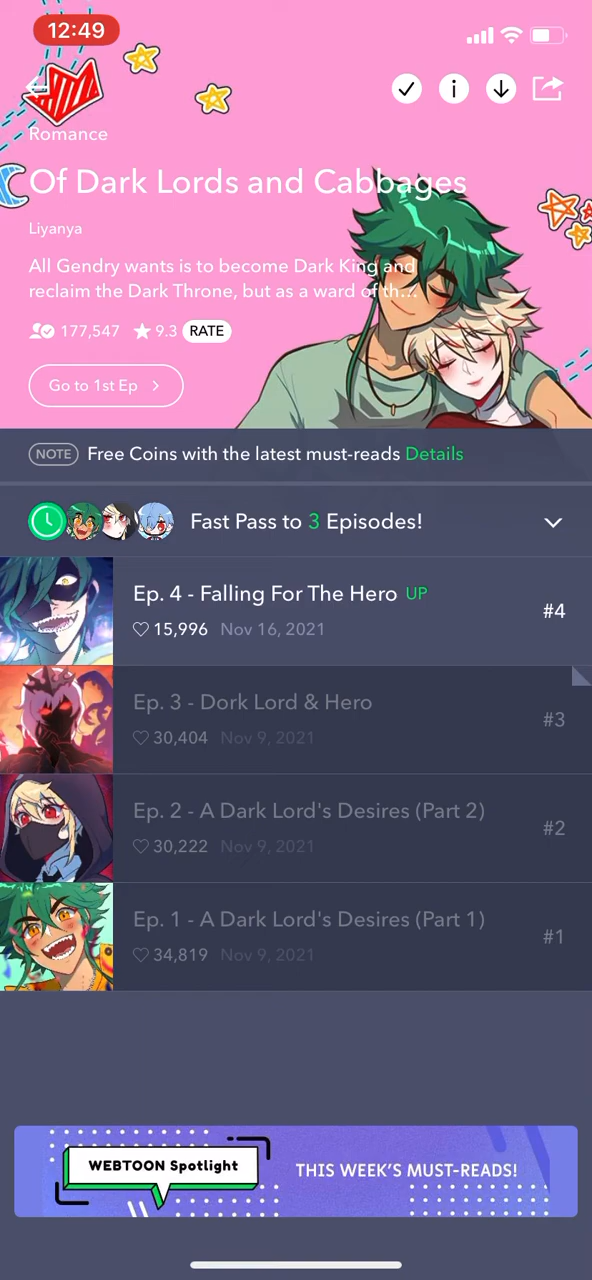 12:49
Romance
Of Dark Lords and Cabbages
Liyanya
All Gendry wants is to become Dark King and
reclaim the Dark Throne, but as a ward of th...
177,547 9.3 RATE
Go to 1st Ep
NOTE Free Coins with the latest must-reads Details
Fast Pass to 3 Episodes!
Ep. 4 - Falling For The Hero UP
15,996 Nov 16, 2021
#4
Ep. 3 - Dork Lord & Hero
30,404 Nov 9, 2021
#3
Ep. 2 - A Dark Lord's Desires (Part 2)
30,222 Nov 9, 2021
#2
Ep. 1 - A Dark Lord's Desires (Part 1)
34,819 Nov 9, 2021
#1
WEBTOON Spotlight
THIS WEEK'S MUST-READS!